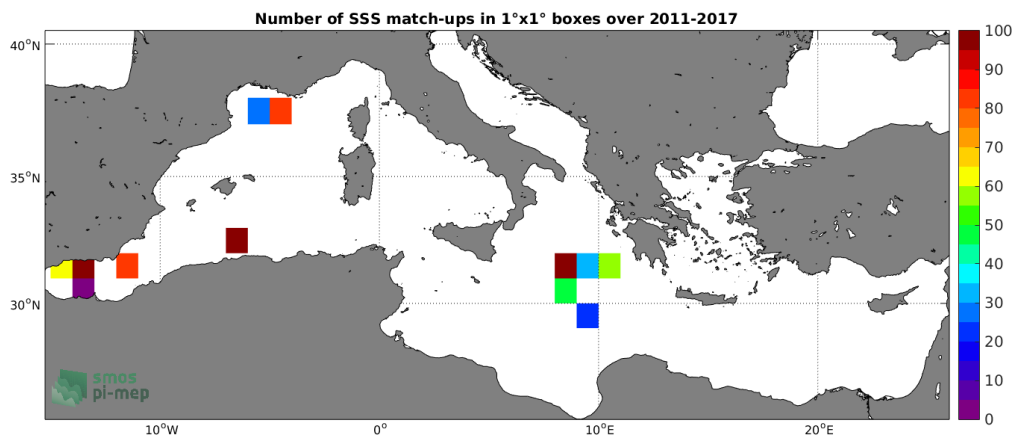 Number of SSS match-ups in 1°x1° boxes over 2011-2017
40°N
35°N
30°N
10°W
0°
10°E
20°E
100
90
80
70
60
50
40
30
20
10
0
smos
pi-mep